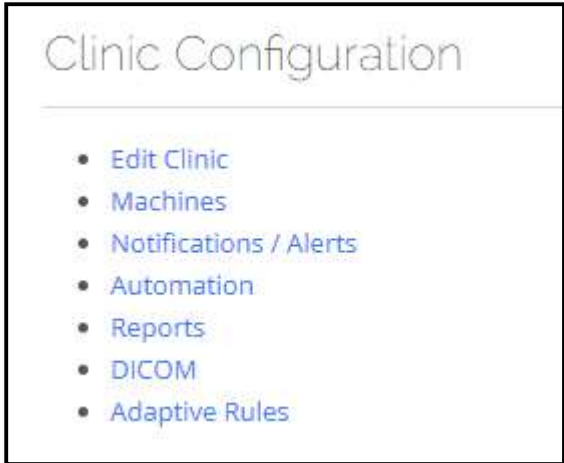 Clinic Configuration
Edit Clinic
Machines
Notifications / Alerts
Automation
Reports
DICOM
Adaptive Rules